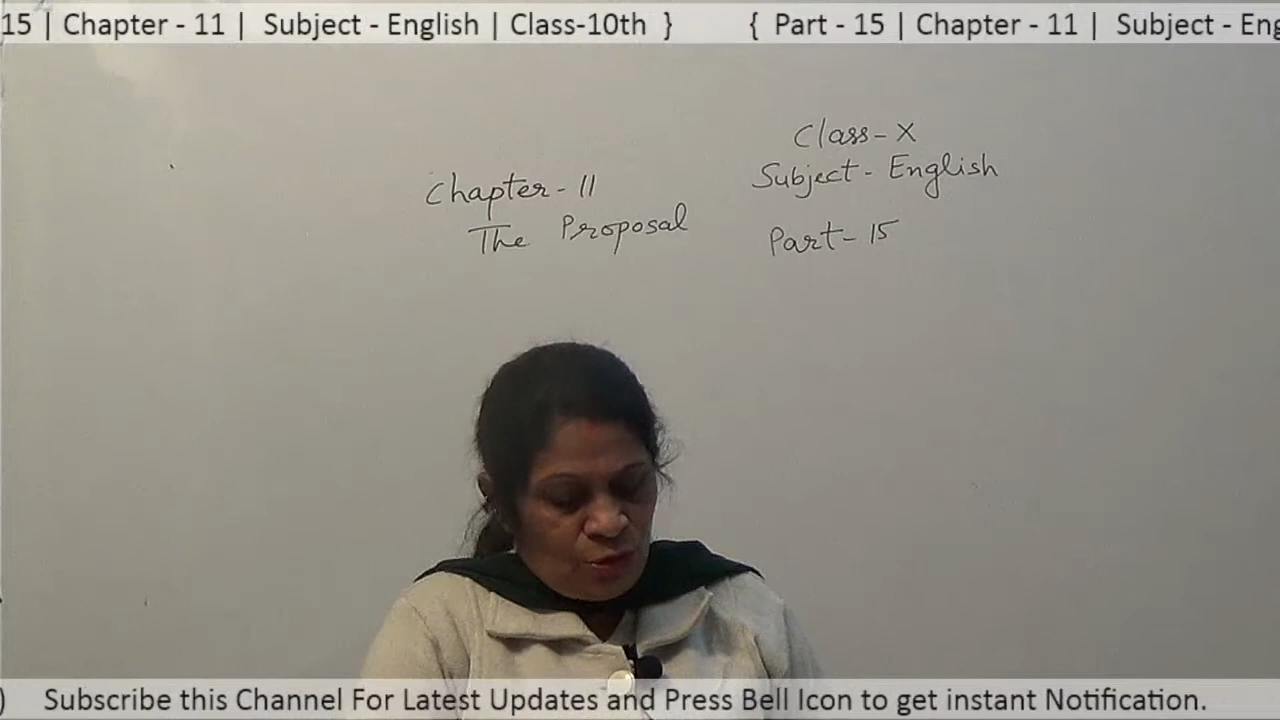 15 | Chapter - 11 | Subject - English | Class-10th } { Part - 15 | Chapter - 11 | Subject - Eng
Class - X
Subject - English
Part - 15
Chapter - 11
The Proposal
) Subscribe this Channel For Latest Updates and Press Bell Icon to get instant Notification.